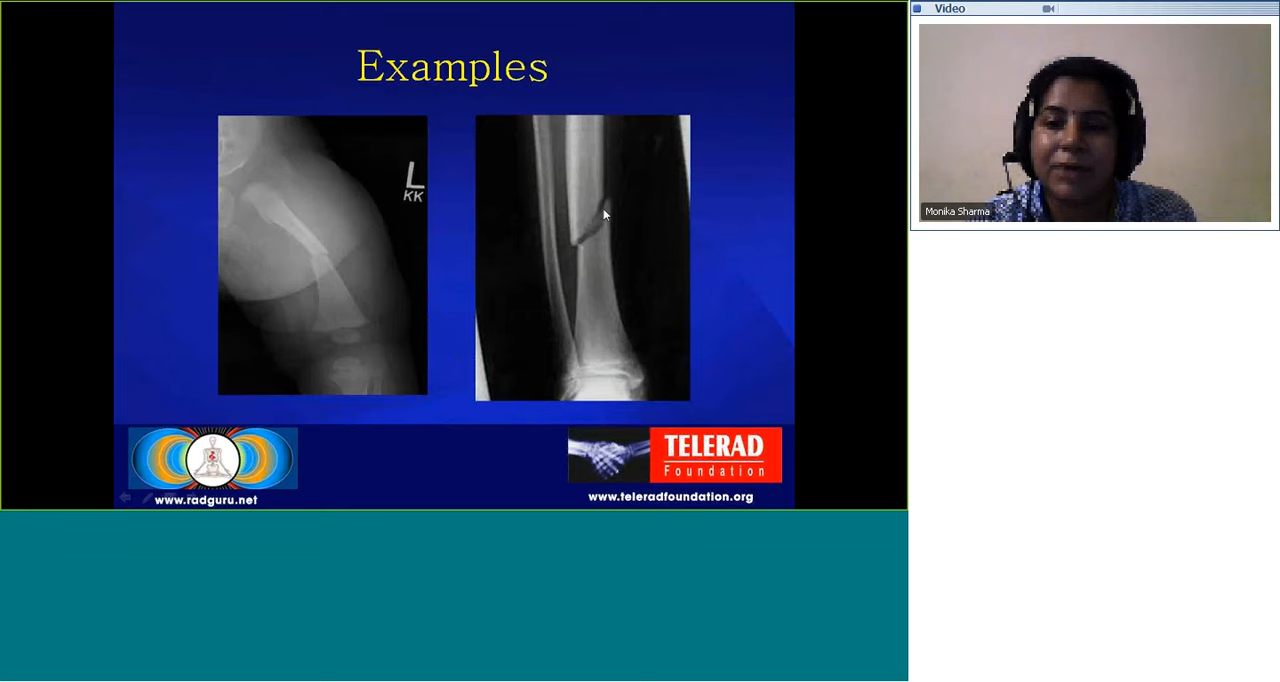 Examples
L
KK
www.radguru.net
TELERAD
Foundation
www.teleradfoundation.org
Video
Monika Sharma